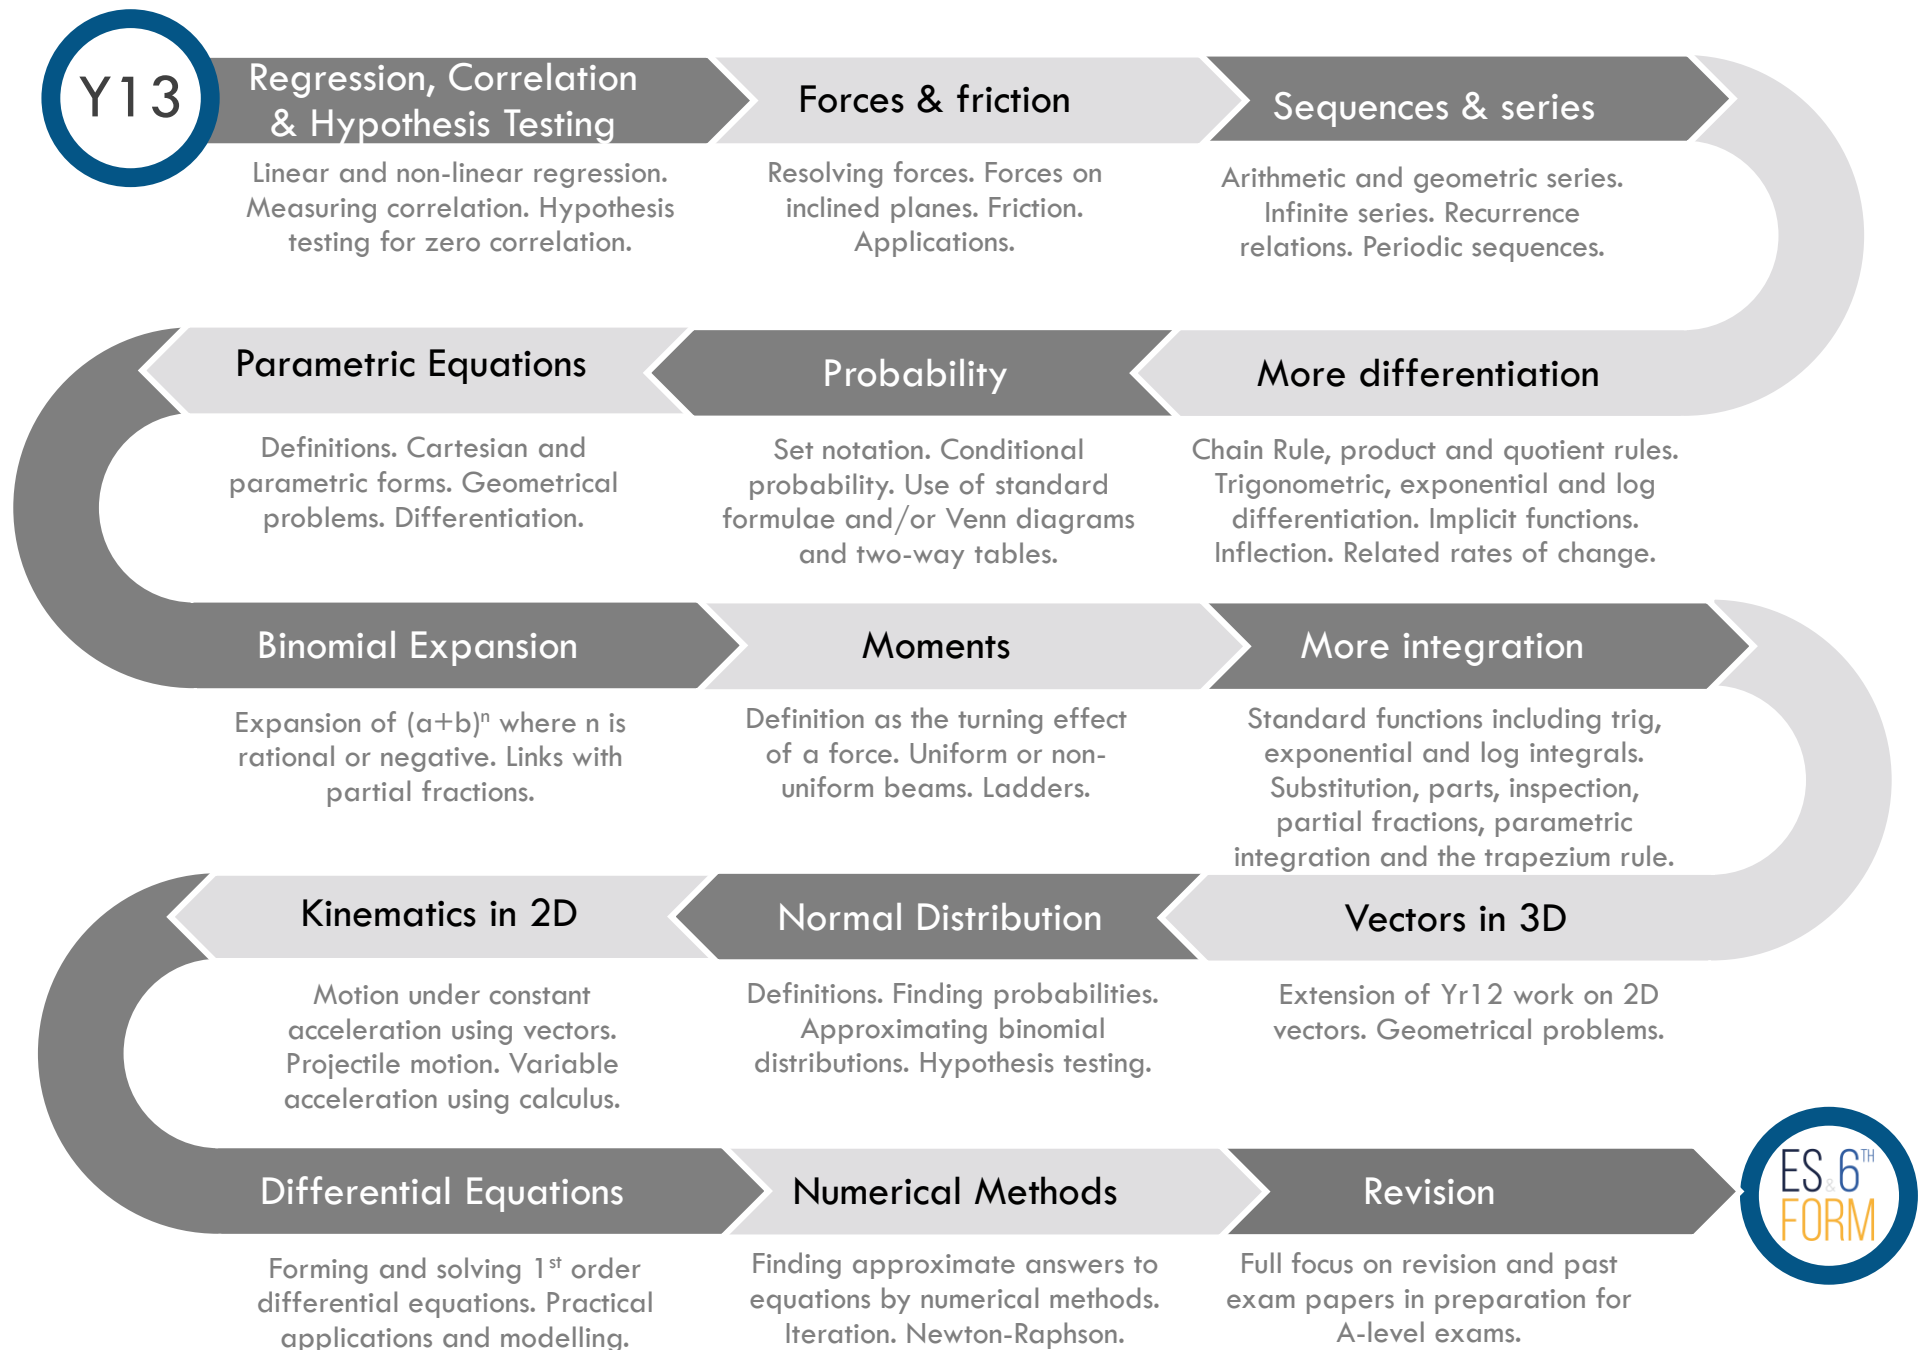 Y13
Regression, Correlation
& Hypothesis Testing
Linear and non-linear regression.
Measuring correlation. Hypothesis
testing for zero correlation.
Forces & friction
Resolving forces. Forces on
inclined planes. Friction.
Applications.
Sequences & series
Arithmetic and geometric series.
Infinite series. Recurrence
relations. Periodic sequences.
More differentiation
Chain Rule, product and quotient rules.
Trigonometric, exponential and log
differentiation. Implicit functions.
Inflection. Related rates of change.
Probability
Set notation. Conditional
probability. Use of standard
formulae and/or Venn diagrams
and two-way tables.
Parametric Equations
Definitions. Cartesian and
parametric forms. Geometrical
problems. Differentiation.
Binomial Expansion
Expansion of (a+b)ⁿ where n is
rational or negative. Links with
partial fractions.
Moments
Definition as the turning effect
of a force. Uniform or non-
uniform beams. Ladders.
More integration
Standard functions including trig,
exponential and log integrals.
Substitution, parts, inspection,
partial fractions, parametric
integration and the trapezium rule.
Vectors in 3D
Extension of Yr12 work on 2D
vectors. Geometrical problems.
Normal Distribution
Definitions. Finding probabilities.
Approximating binomial
distributions. Hypothesis testing.
Kinematics in 2D
Motion under constant
acceleration using vectors.
Projectile motion. Variable
acceleration using calculus.
Differential Equations
Forming and solving 1st order
differential equations. Practical
applications and modelling.
Numerical Methods
Finding approximate answers to
equations by numerical methods.
Iteration. Newton-Raphson.
Revision
Full focus on revision and past
exam papers in preparation for
A-level exams.
ES&6TH
FORM